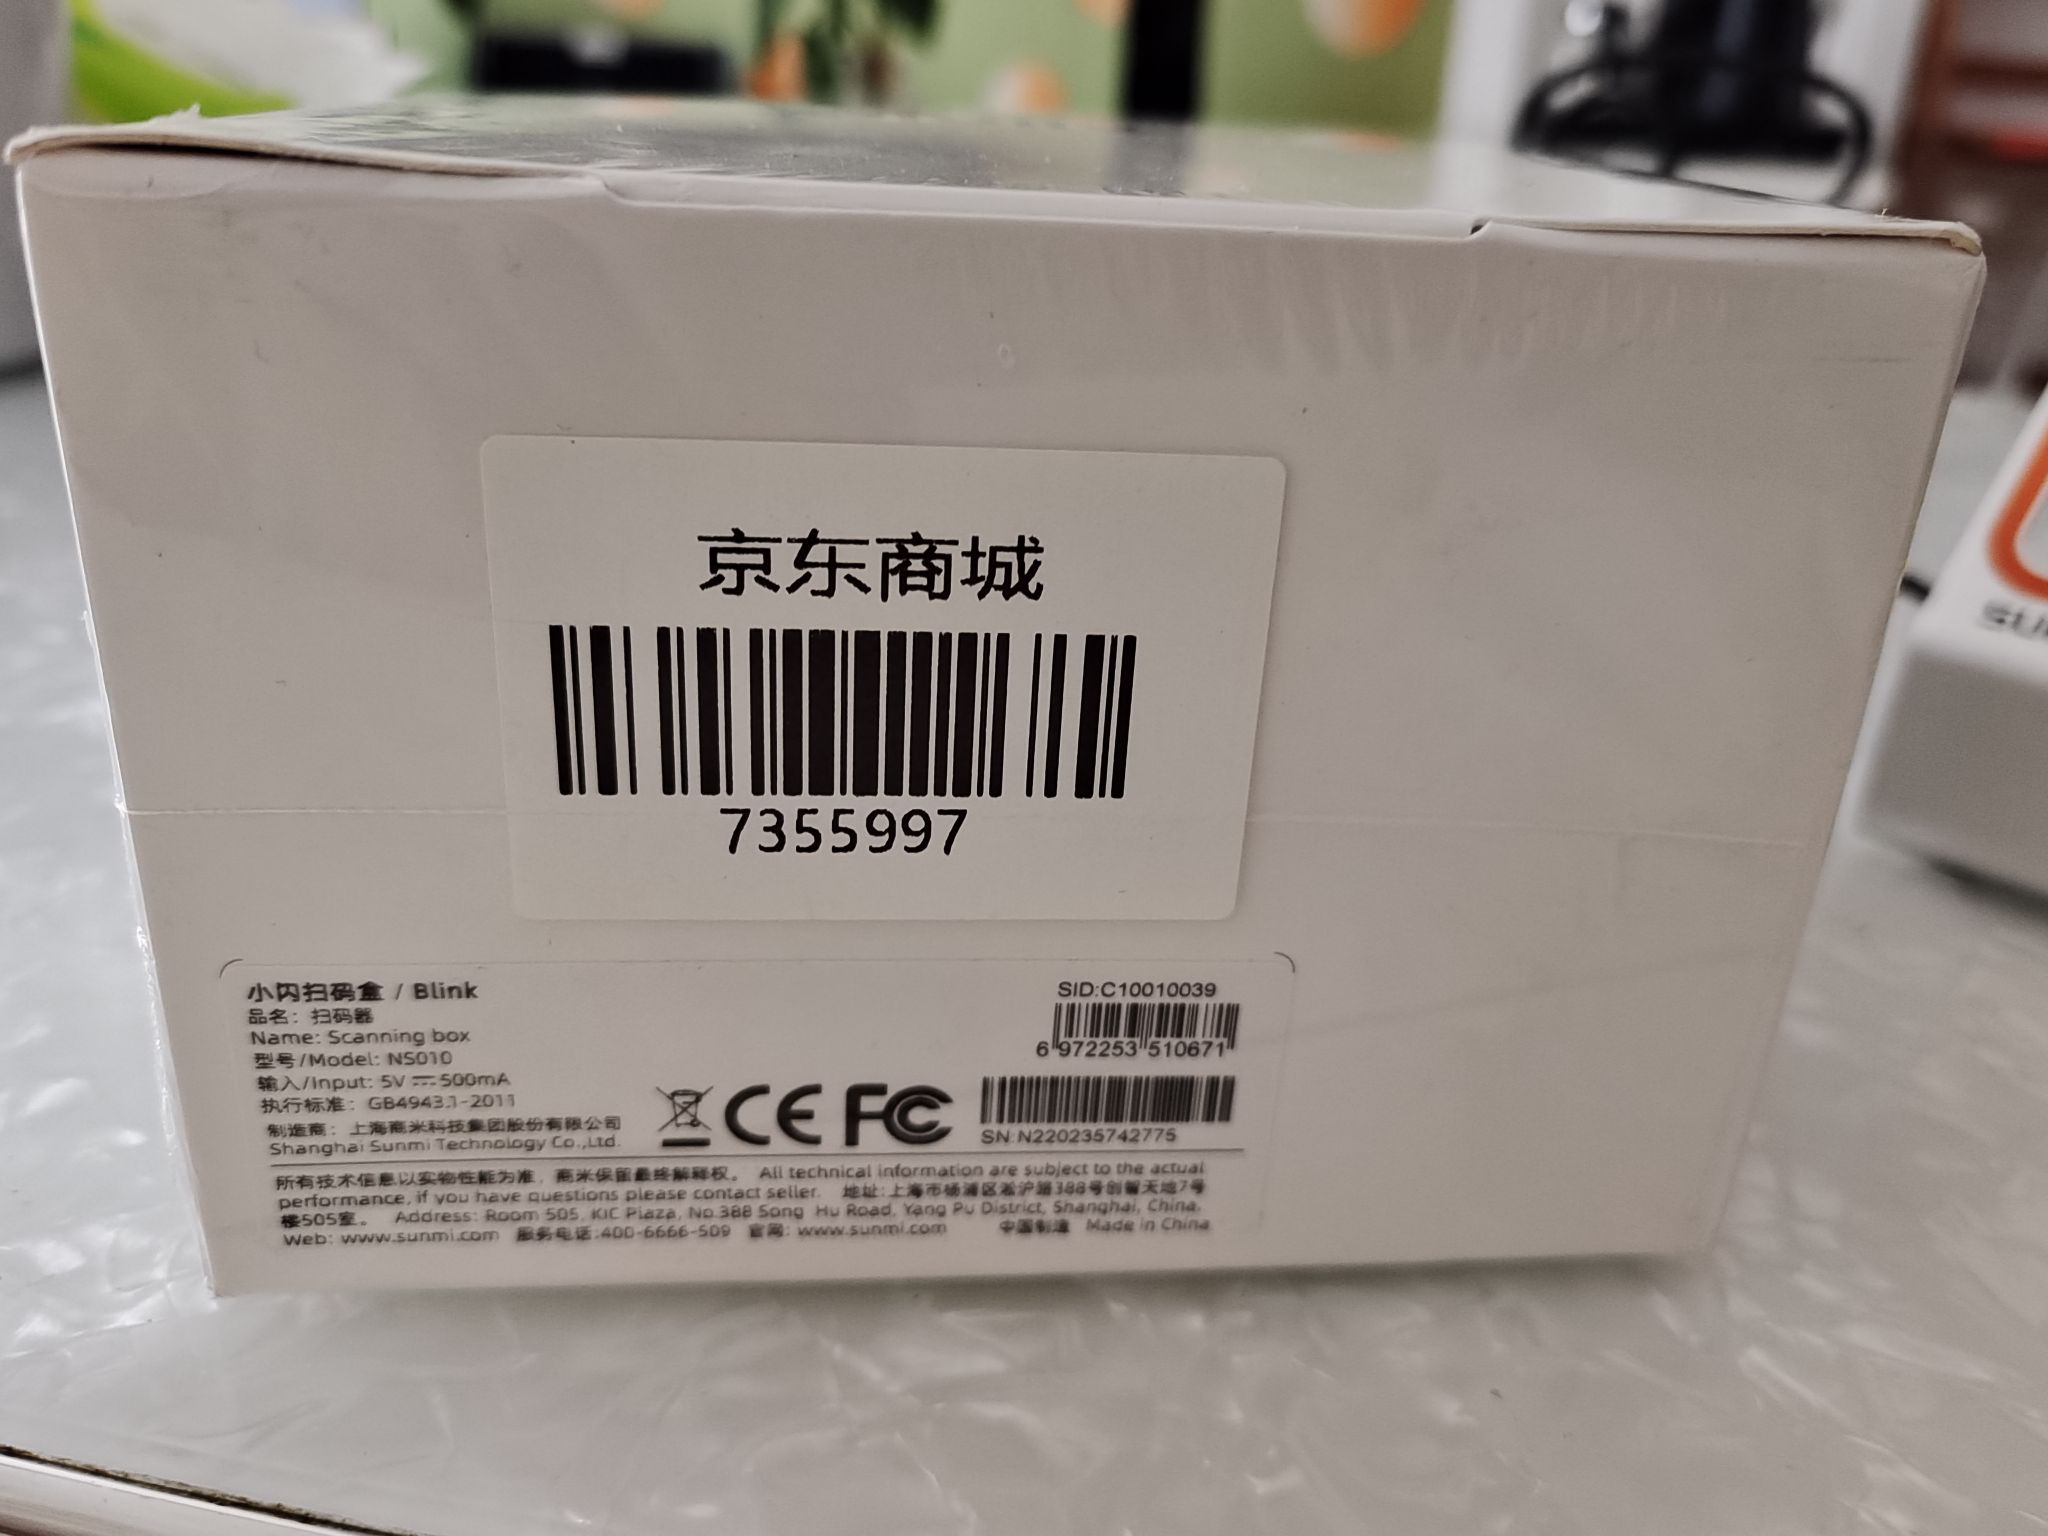 京东商城
7355997
小闪扫码盒 / Blink
品名：扫码器
Name: Scanning box
型号/Model: NS010
输入/Input: 5V ⎓ 500mA
执行标准：GB4943.1-2011
制造商：上海商米科技集团股份有限公司
Shanghai Sunmi Technology Co.,Ltd.
SID:C10010039
6 972253 510671
SN:N220235742775
CE FC
所有技术信息以实物性能为准，商米保留最终解释权。 All technical information are subject to the actual
performance, if you have questions please contact seller. 地址:上海市杨浦区淞沪路388号创智天地7号
楼505室。 Address: Room 505, KIC Plaza, No.388 Song Hu Road, Yang Pu District, Shanghai, China.
Web: www.sunmi.com 服务电话:400-6666-509 官网: www.sunmi.com 中国制造 Made in China